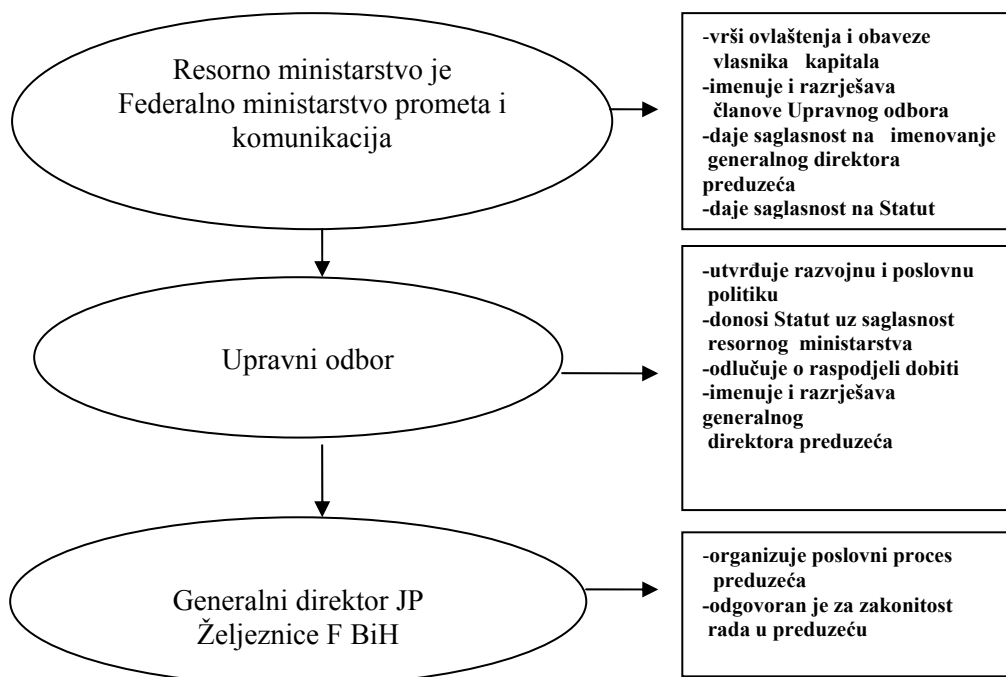 Resorno ministarstvo je
Federalno ministarstvo prometa i
komunikacija
-vrši ovlaštenja i obaveze
vlasnika kapitala
-imenuje i razrješava
članove Upravnog odbora
-daje saglasnost na imenovanje
generalnog direktora
preduzeća
-daje saglasnost na Statut
Upravni odbor
-utvrđuje razvojnu i poslovnu
politiku
-donosi Statut uz saglasnost
resornog ministarstva
-odlučuje o raspodjeli dobiti
-imenuje i razrješava
generalnog
direktora preduzeća
Generalni direktor JP
Željeznice F BiH
-organizuje poslovni proces
preduzeća
-odgovoran je za zakonitost
rada u preduzeću